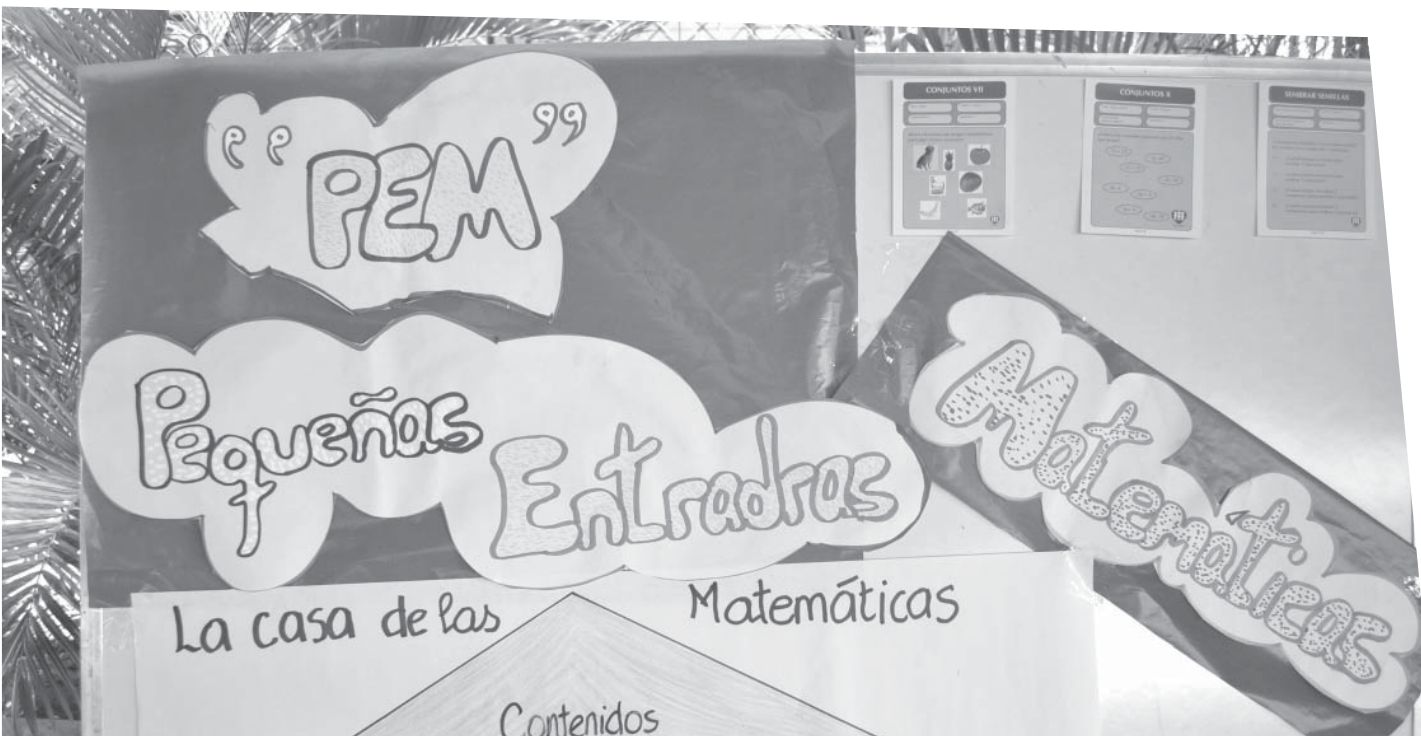 “PEM”
Pequeñas
Entradras
Matemáticas
La casa de las Matemáticas
Contenidos
CONJUNTOS VII
CONJUNTOS X
SEMBRAR SEMILLAS